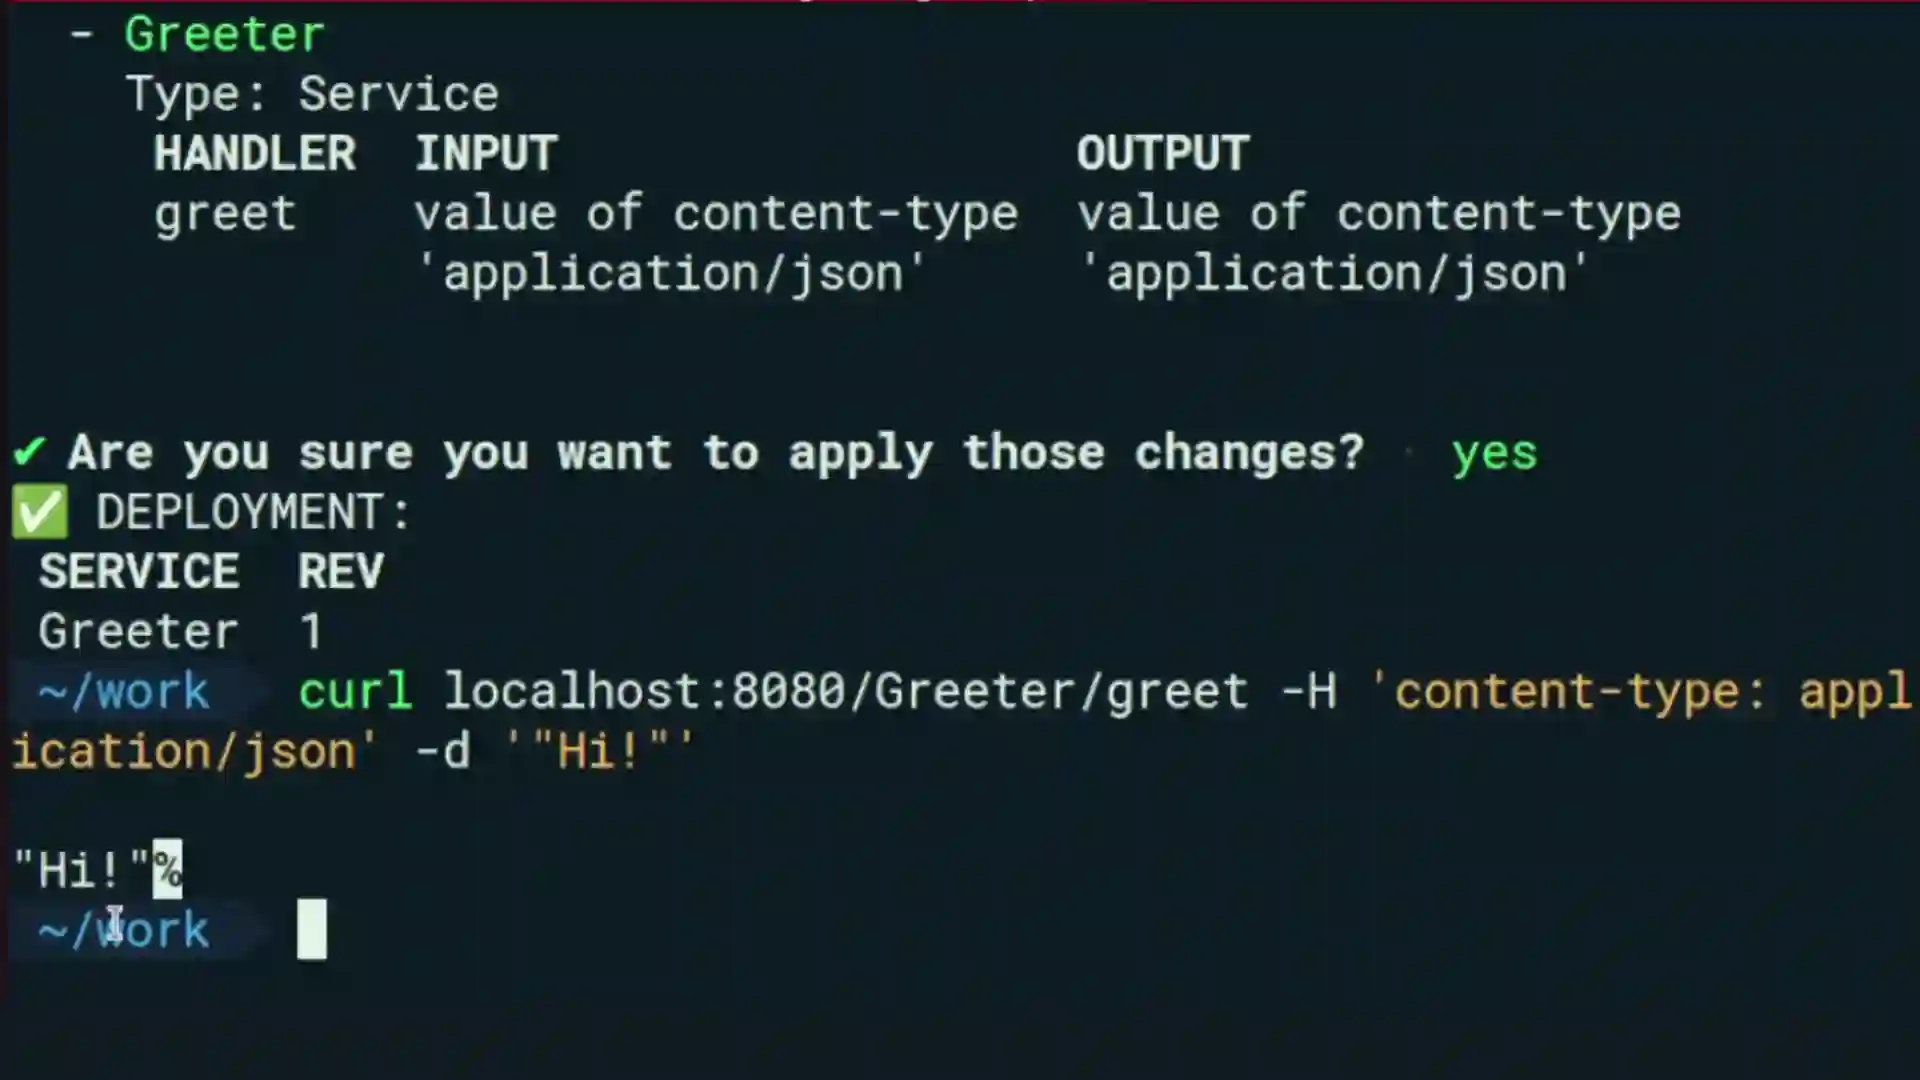 - Greeter
Type: Service
HANDLER INPUT OUTPUT
greet value of content-type value of content-type
'application/json' 'application/json'
✔ Are you sure you want to apply those changes? · yes
✅ DEPLOYMENT:
SERVICE REV
Greeter 1
~/work curl localhost:8080/Greeter/greet -H 'content-type: appl
ication/json' -d '"Hi!"'
"Hi!"%
~/work